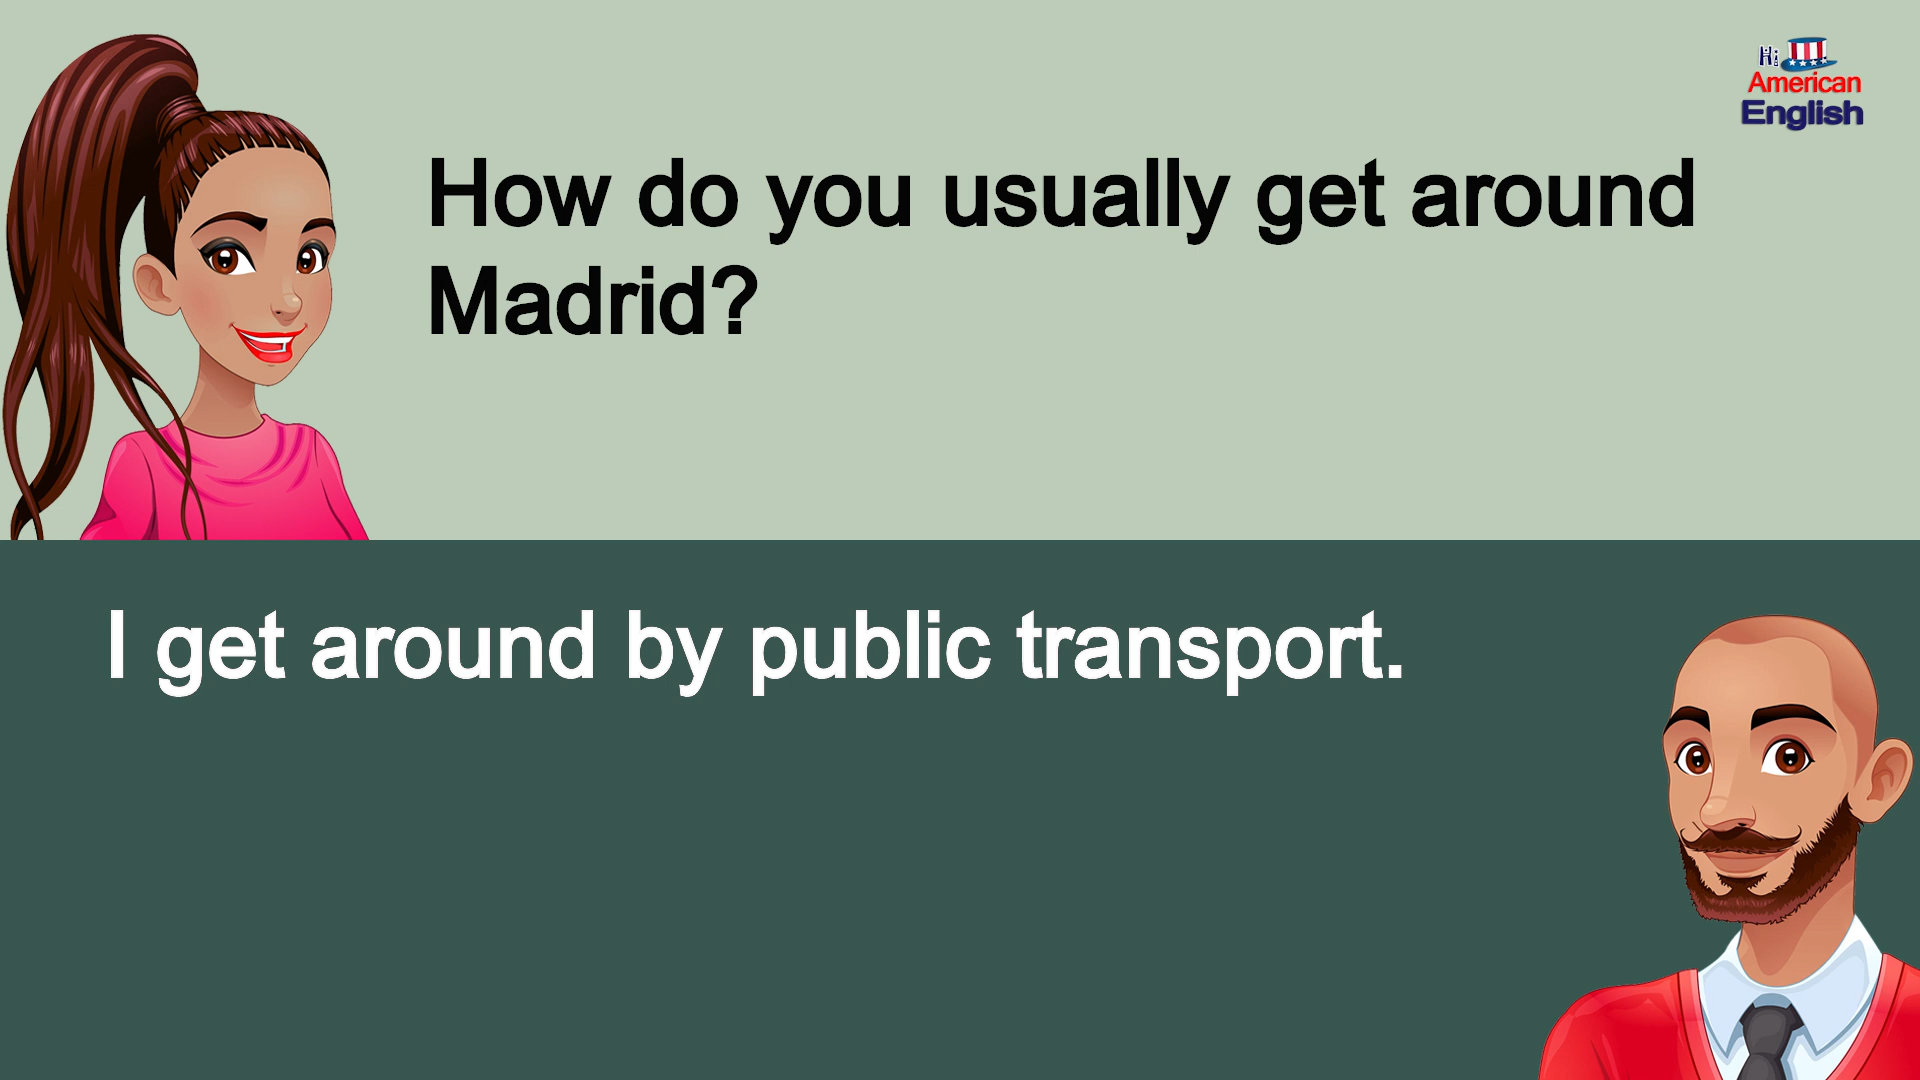 Hi
American
English
How do you usually get around
Madrid?
I get around by public transport.